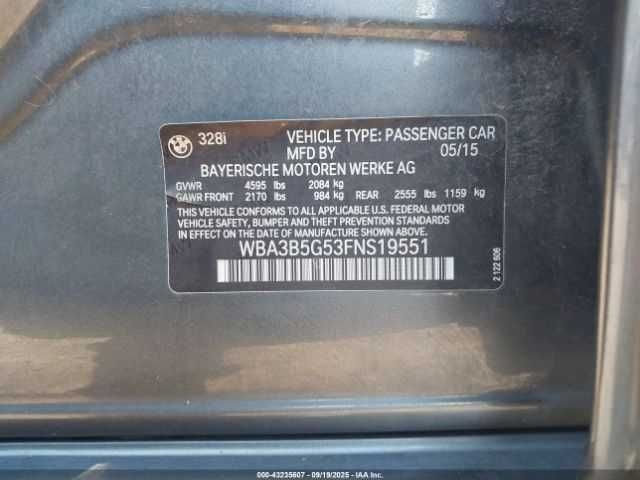 328i VEHICLE TYPE: PASSENGER CAR
MFD BY 05/15
BAYERISCHE MOTOREN WERKE AG
GVWR 4595 lbs 2084 kg
GAWR FRONT 2170 lbs 984 kg REAR 2555 lbs 1159 kg
THIS VEHICLE CONFORMS TO ALL APPLICABLE U.S. FEDERAL MOTOR
VEHICLE SAFETY, BUMPER AND THEFT PREVENTION STANDARDS
IN EFFECT ON THE DATE OF MANUFACTURE SHOWN ABOVE.
WBA3B5G53FNS19551
2 122 606
000-43235607 - 09/19/2025 - IAA Inc.